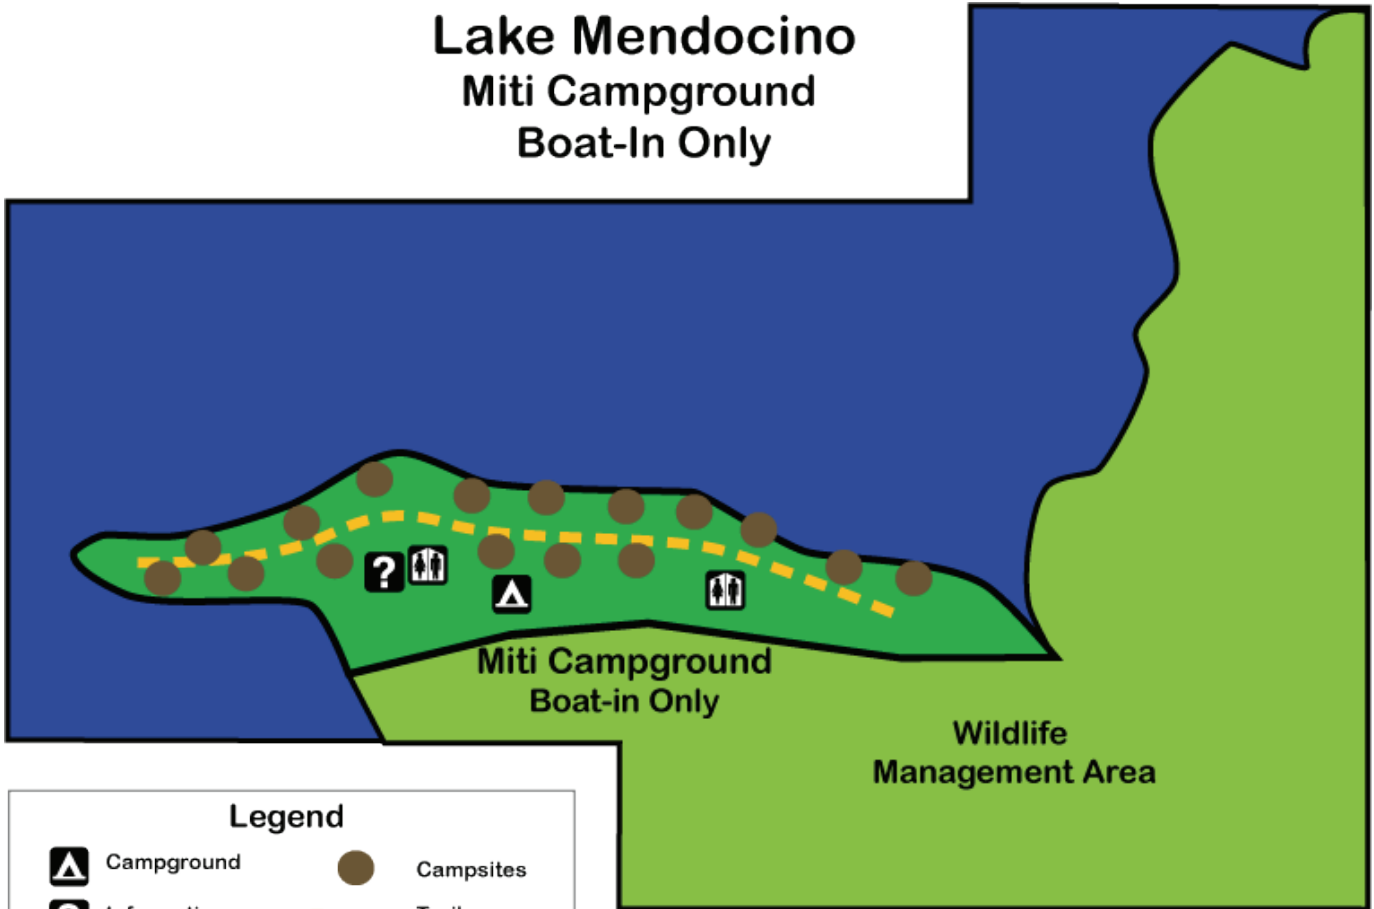 Lake Mendocino
Miti Campground
Boat-In Only
?
Miti Campground
Boat-in Only
Wildlife
Management Area
Legend
Campground
Campsites